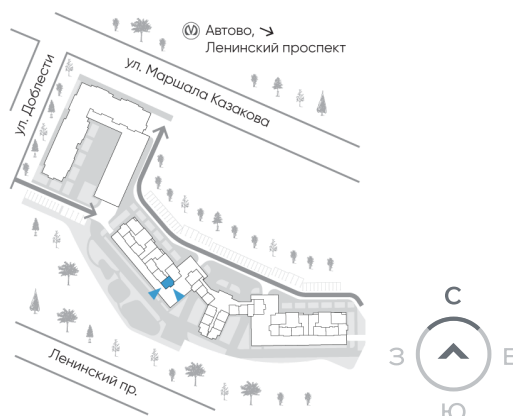 М Автово, ↘
Ленинский проспект
ул. Маршала Казакова
ул. Доблести
Ленинский пр.
С
З
В
Ю